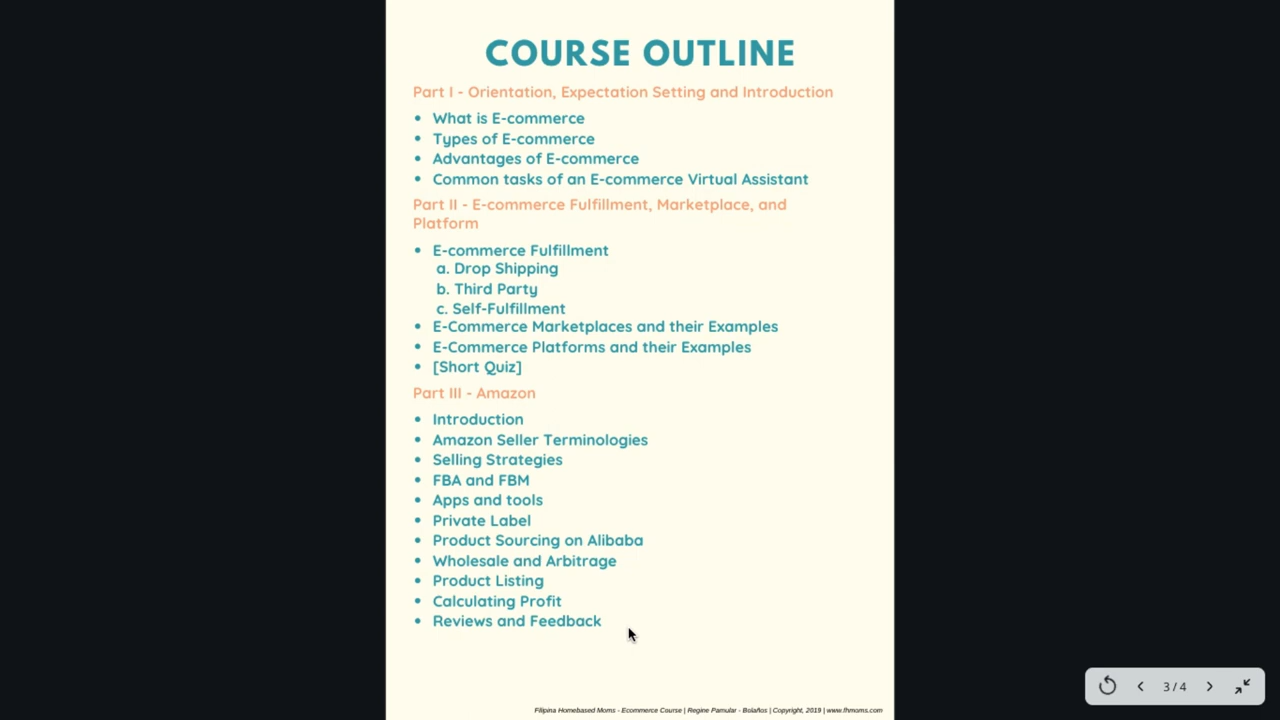 COURSE OUTLINE
Part I - Orientation, Expectation Setting and Introduction
• What is E-commerce
• Types of E-commerce
• Advantages of E-commerce
• Common tasks of an E-commerce Virtual Assistant
Part II - E-commerce Fulfillment, Marketplace, and
Platform
• E-commerce Fulfillment
a. Drop Shipping
b. Third Party
c. Self-Fulfillment
• E-Commerce Marketplaces and their Examples
• E-Commerce Platforms and their Examples
• [Short Quiz]
Part III - Amazon
• Introduction
• Amazon Seller Terminologies
• Selling Strategies
• FBA and FBM
• Apps and tools
• Private Label
• Product Sourcing on Alibaba
• Wholesale and Arbitrage
• Product Listing
• Calculating Profit
• Reviews and Feedback
3 / 4
Filipina Homebased Moms - Ecommerce Course | Regine Pamular - Bolaños | Copyright, 2019 | www.fhmoms.com